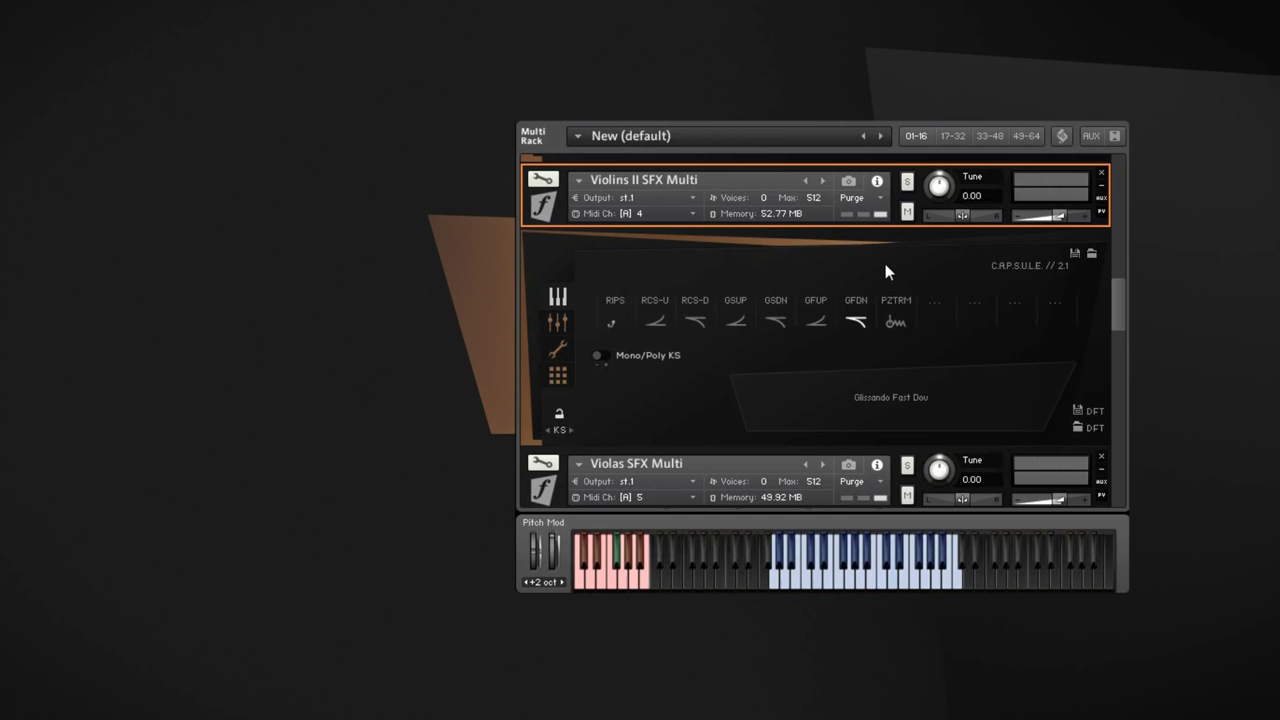 Multi Rack
New (default)
01-16 17-32 33-48 49-64 AUX
Violins II SFX Multi
Output: st.1 Voices: 0 Max: 512 Purge
Midi Ch: [A] 4 Memory: 52.77 MB
S
M
Tune
0.00
L R
AUX
PV
C.A.P.S.U.L.E. // 2.1
RIPS RCS-U RCS-D GSUP GSDN GFUP GFDN PZTRM ... ... ... ...
Mono/Poly KS
Glissando Fast Dou
KS
DFT
DFT
Violas SFX Multi
Output: st.1 Voices: 0 Max: 512 Purge
Midi Ch: [A] 5 Memory: 49.92 MB
S
M
Tune
0.00
L R
AUX
PV
Pitch Mod
+2 oct